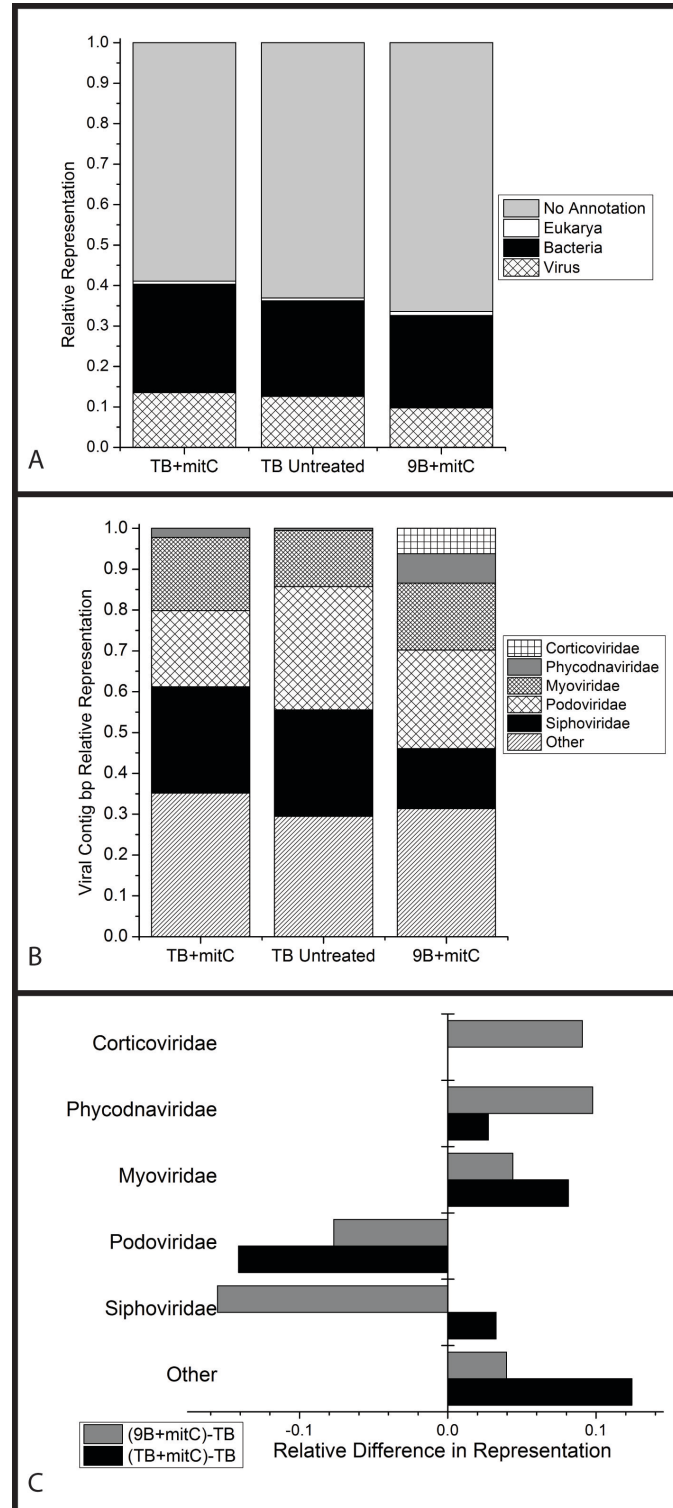 1.0
0.9
0.8
0.7
0.6
0.5
0.4
0.3
0.2
0.1
0.0
Relative Representation
TB+mitC
TB Untreated
9B+mitC
No Annotation
Eukarya
Bacteria
Virus
A
1.0
0.9
0.8
0.7
0.6
0.5
0.4
0.3
0.2
0.1
0.0
Viral Contig bp Relative Representation
TB+mitC
TB Untreated
9B+mitC
Corticoviridae
Phycodnaviridae
Myoviridae
Podoviridae
Siphoviridae
Other
B
Corticoviridae
Phycodnaviridae
Myoviridae
Podoviridae
Siphoviridae
Other
-0.1
0.0
0.1
Relative Difference in Representation
(9B+mitC)-TB
(TB+mitC)-TB
C